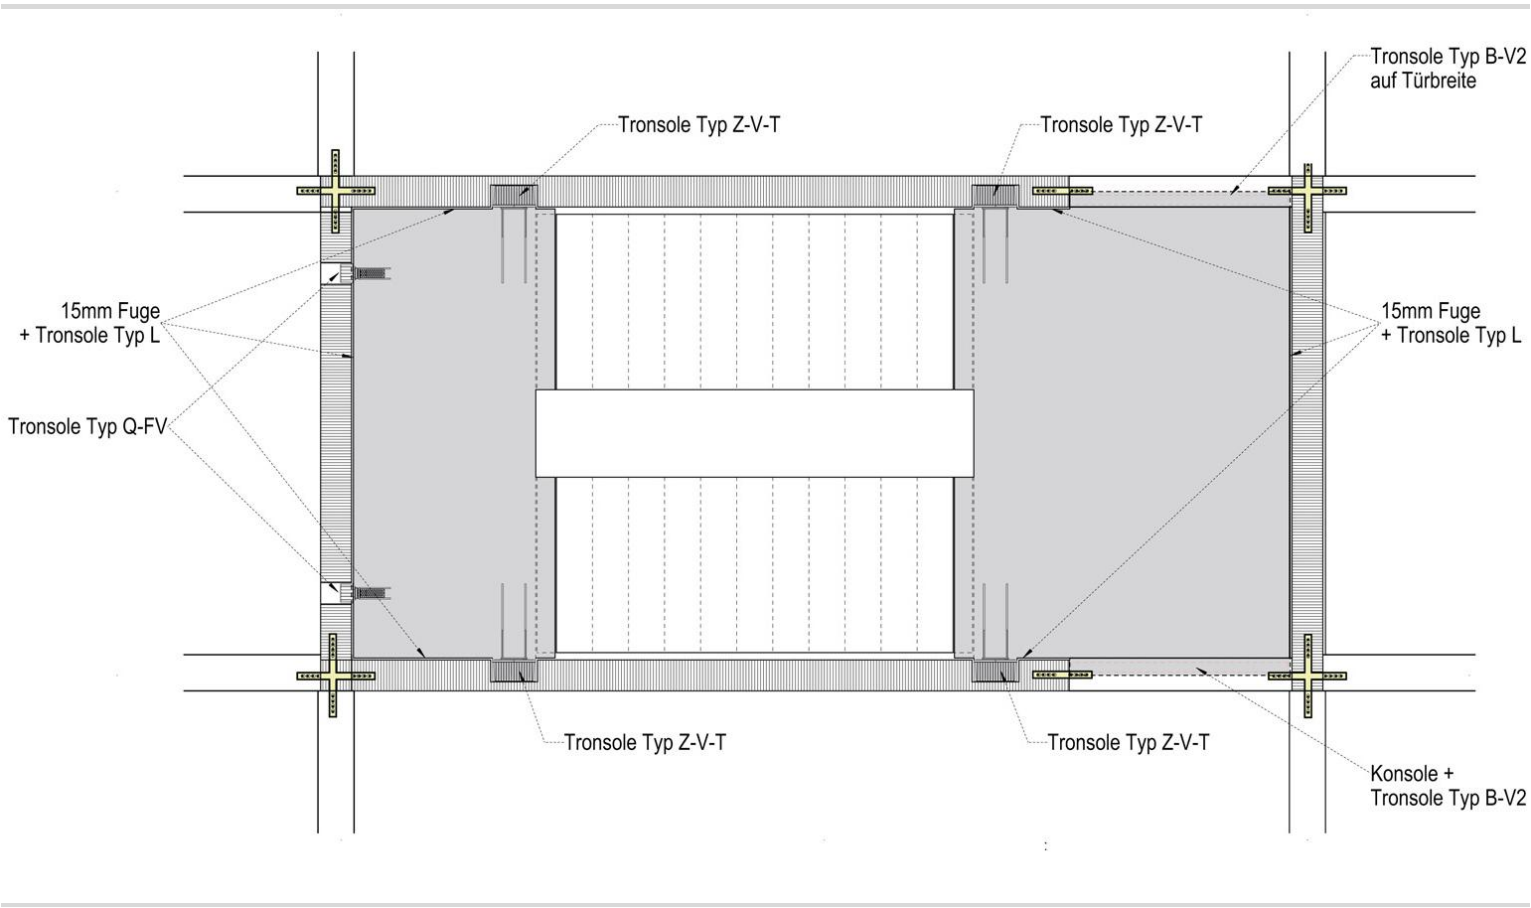 Tronsole Typ B-V2
auf Türbreite
Tronsole Typ Z-V-T
Tronsole Typ Z-V-T
15mm Fuge
+ Tronsole Typ L
15mm Fuge
+ Tronsole Typ L
Tronsole Typ Q-FV
Tronsole Typ Z-V-T
Tronsole Typ Z-V-T
Konsole +
Tronsole Typ B-V2